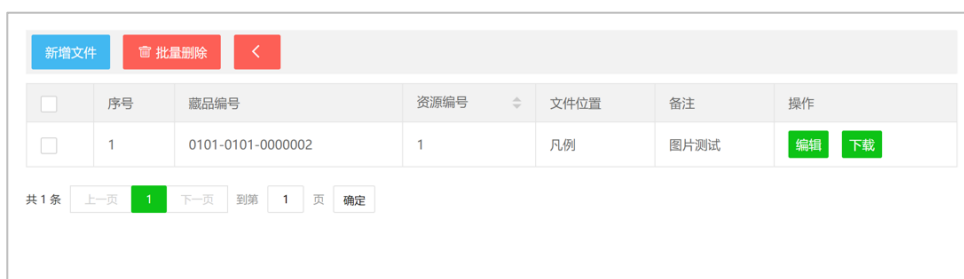 新增文件 批量删除
序号 藏品编号 资源编号 文件位置 备注 操作
1 0101-0101-0000002 1 凡例 图片测试 编辑 下载
共 1 条 上一页 1 下一页 到第 1 页 确定